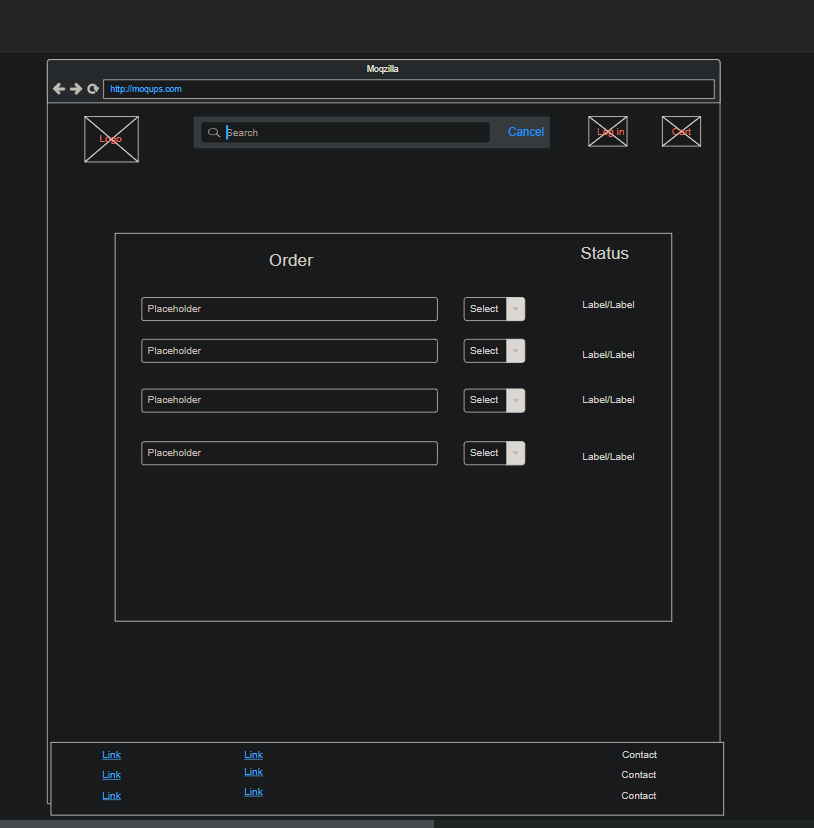 Moqzilla
http://moqups.com
Logo
Search
Cancel
Log in
Cart
Order
Status
Placeholder
Select
Label/Label
Placeholder
Select
Label/Label
Placeholder
Select
Label/Label
Placeholder
Select
Label/Label
Link
Link
Contact
Link
Link
Contact
Link
Link
Contact